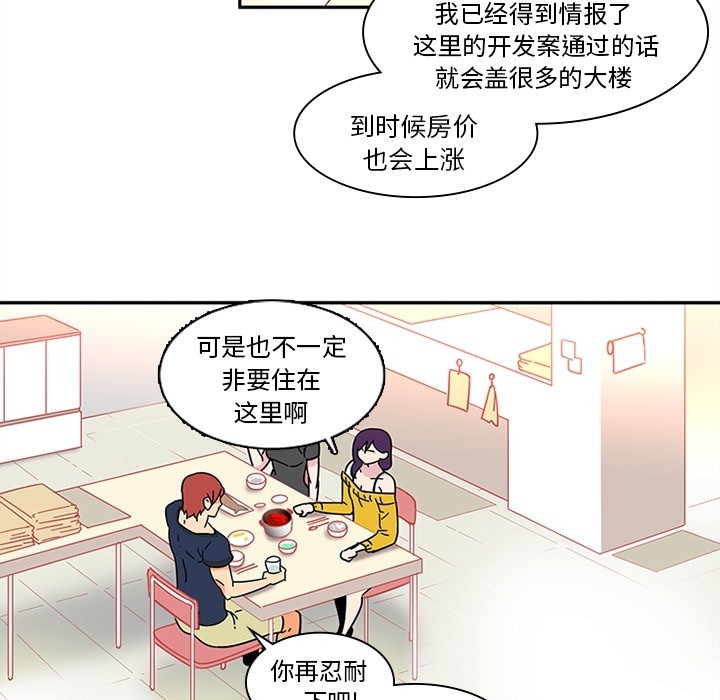 我已经得到情报了
这里的开发案通过的话
就会盖很多的大楼
到时候房价
也会上涨
可是也不一定
非要住在
这里啊
你再忍耐
下吧!